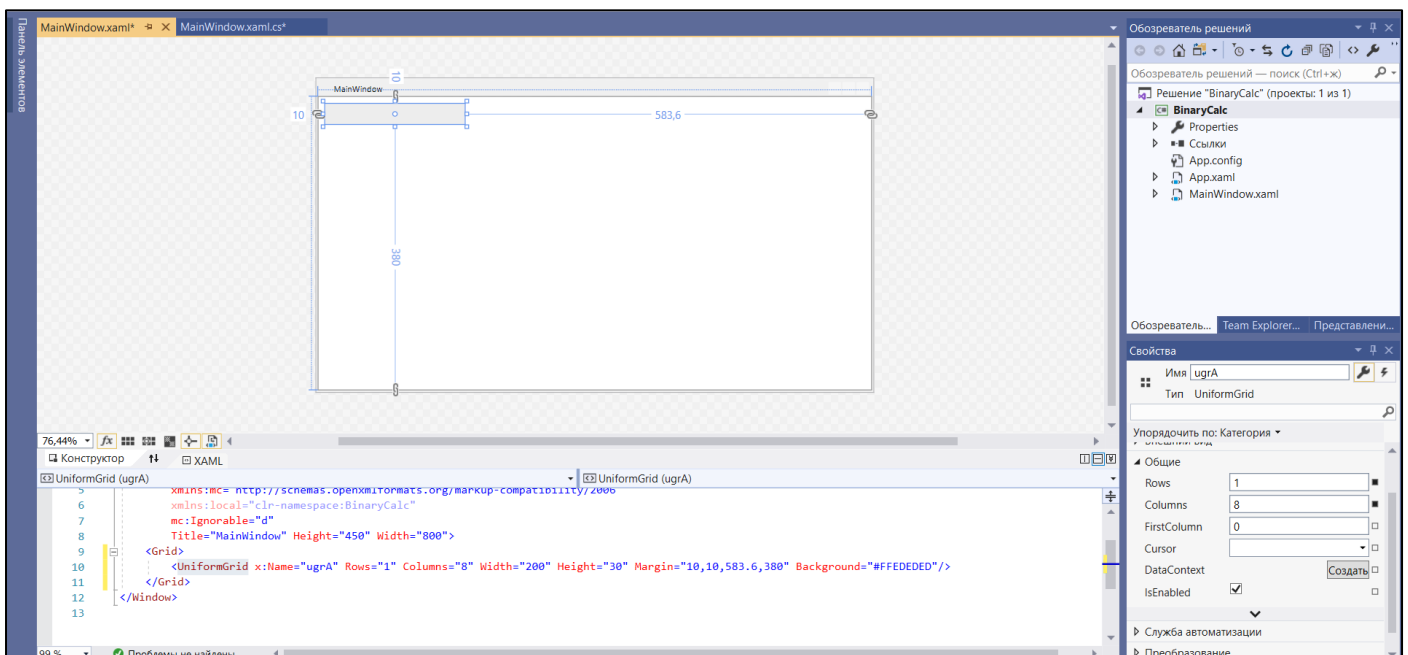 Панель элементов
MainWindow.xaml*
MainWindow.xaml.cs*
MainWindow
10
10
583,6
380
76,44%
fx
Конструктор
XAML
UniformGrid (ugrA)
UniformGrid (ugrA)
5 xmlns:mc="http://schemas.openxmlformats.org/markup-compatibility/2006"
6 xmlns:local="clr-namespace:BinaryCalc"
7 mc:Ignorable="d"
8 Title="MainWindow" Height="450" Width="800">
9 <Grid>
10 <UniformGrid x:Name="ugrA" Rows="1" Columns="8" Width="200" Height="30" Margin="10,10,583.6,380" Background="#FFEDEDED"/>
11 </Grid>
12 </Window>
13
99 %
Проблемы не найдены
Обозреватель решений
Обозреватель решений — поиск (Ctrl+ж)
Решение "BinaryCalc" (проекты: 1 из 1)
BinaryCalc
Properties
Ссылки
App.config
App.xaml
MainWindow.xaml
Обозреватель...
Team Explorer...
Представлени...
Свойства
Имя ugrA
Тип UniformGrid
Упорядочить по: Категория
Внешний вид
Общие
Rows 1
Columns 8
FirstColumn 0
Cursor
DataContext Создать
IsEnabled
Служба автоматизации
Преобразование